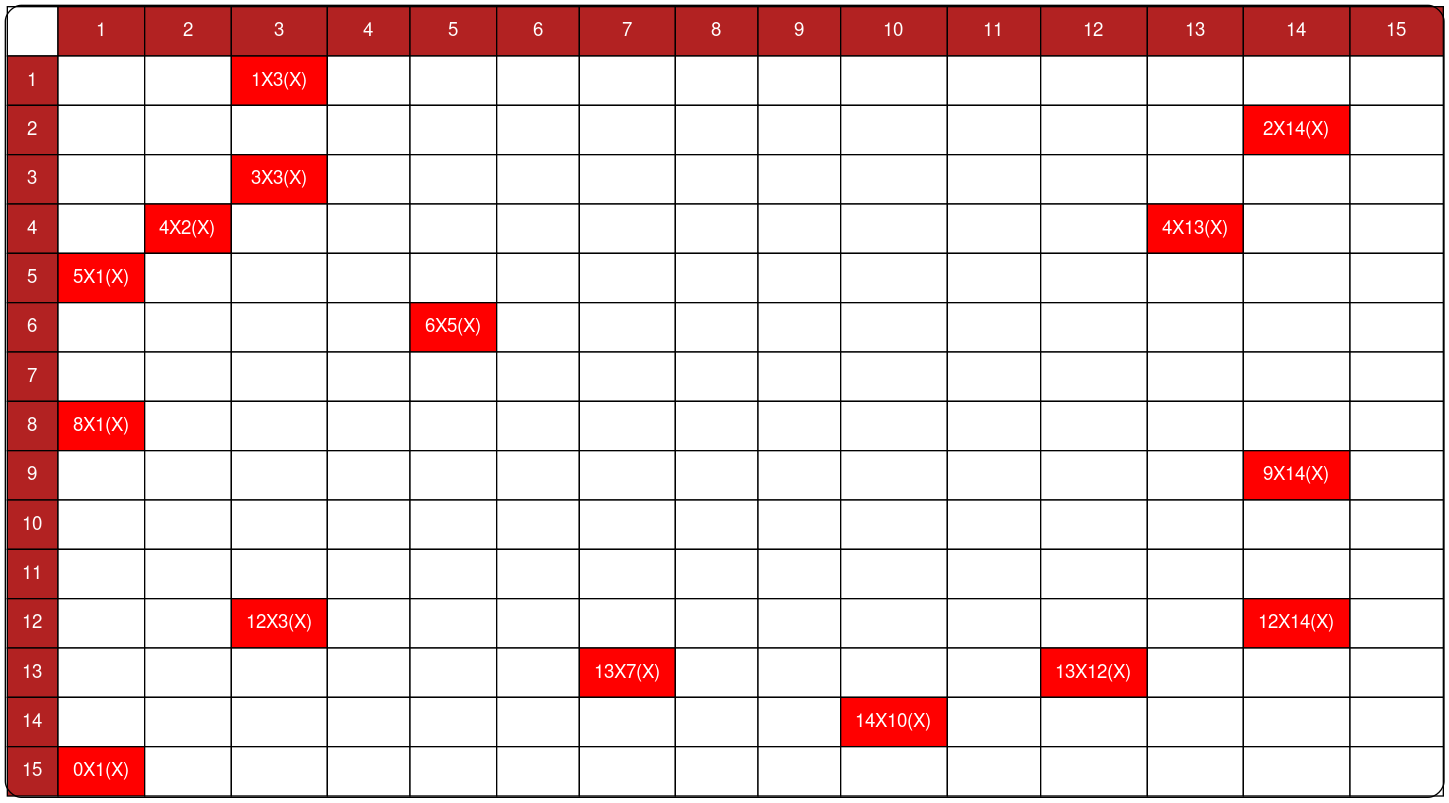 1 2 3 4 5 6 7 8 9 10 11 12 13 14 15
1 1X3(X)
2 2X14(X)
3 3X3(X)
4 4X2(X) 4X13(X)
5 5X1(X)
6 6X5(X)
7
8 8X1(X)
9 9X14(X)
10
11
12 12X3(X) 12X14(X)
13 13X7(X) 13X12(X)
14 14X10(X)
15 0X1(X)